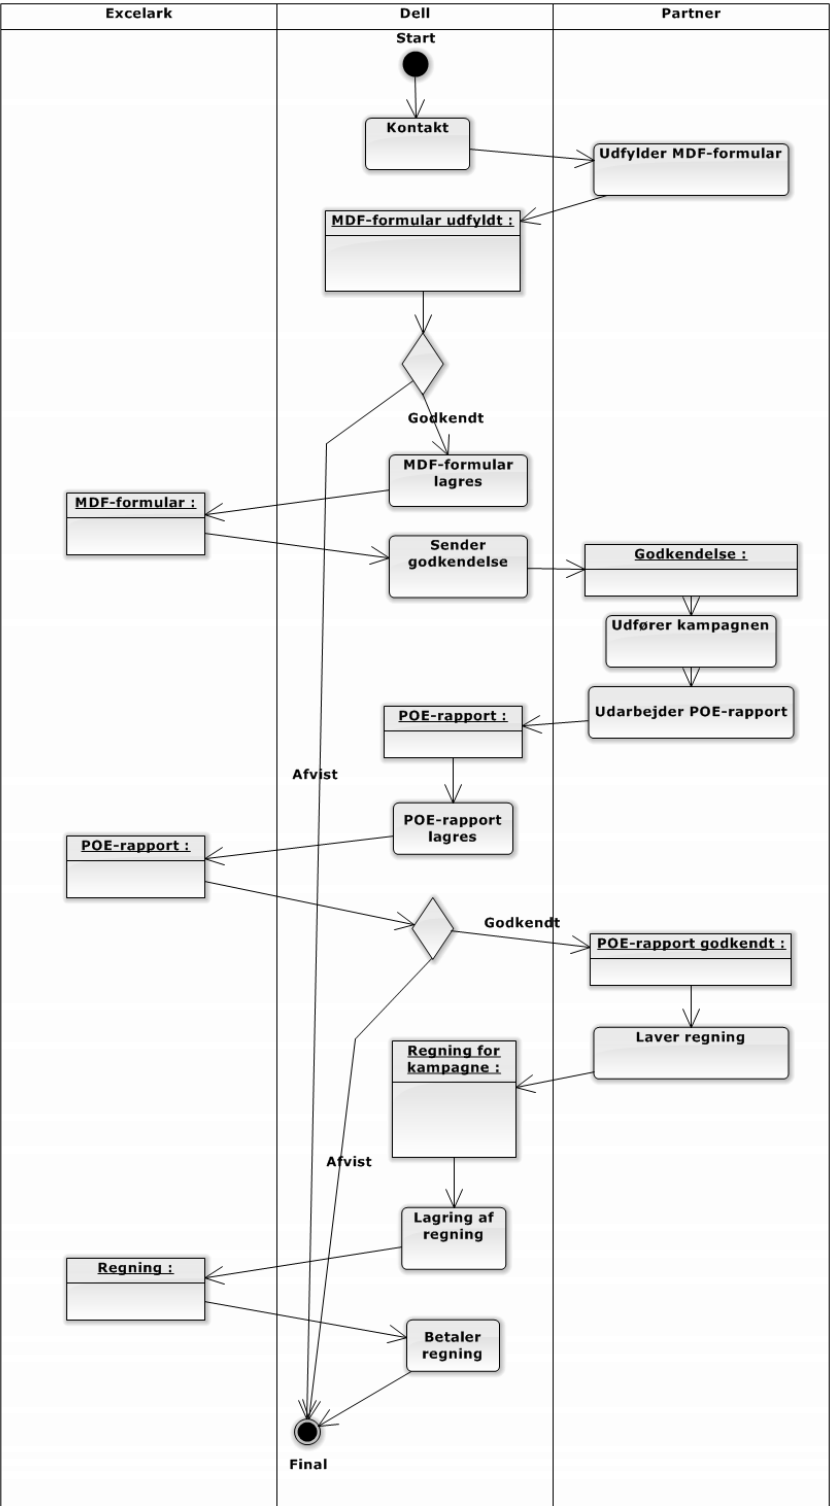 Excelark
Dell
Partner
Start
Kontakt
Udfylder MDF-formular
MDF-formular udfyldt :
Godkendt
MDF-formular
lagres
MDF-formular :
Sender
godkendelse
Godkendelse :
Udfører kampagnen
Udarbejder POE-rapport
POE-rapport :
Afvist
POE-rapport
lagres
POE-rapport :
Godkendt
POE-rapport godkendt :
Laver regning
Regning for
kampagne :
Afvist
Lagring af
regning
Regning :
Betaler
regning
Final